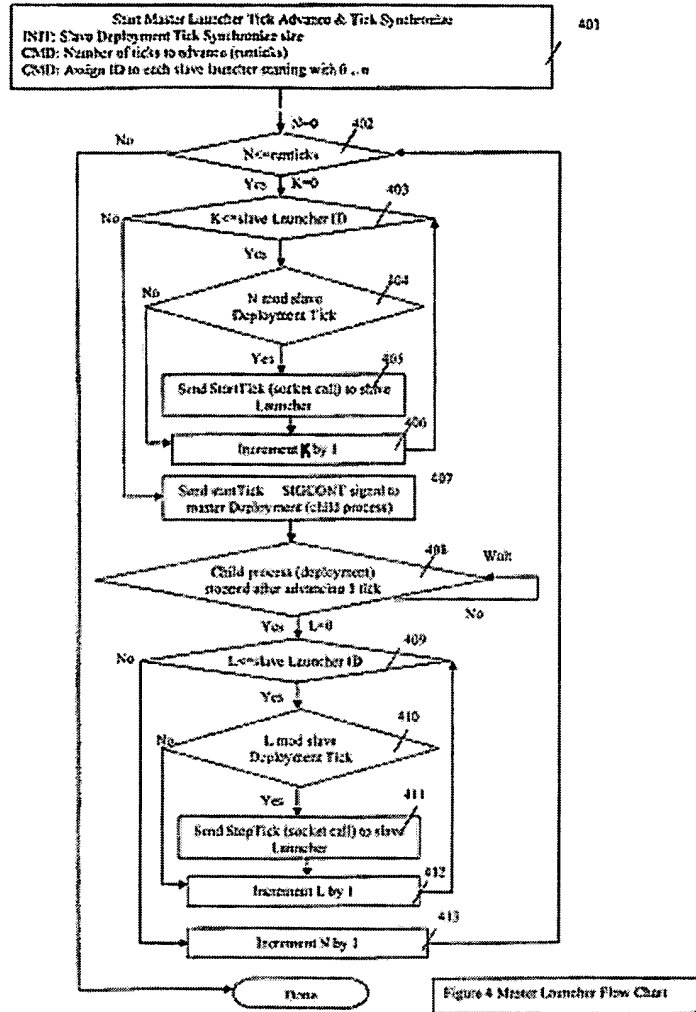 Start Master Launcher Tick Advance & Tick Synchronize
INIT: Slave Deployment Tick Synchronize size
CMD: Number of ticks to advance (runticks)
CMD: Assign ID to each slave launcher starting with 0 .. n
401
N=0
402
No
N<=runticks
Yes K=0
403
No
K<=slave Launcher ID
Yes
404
No
N mod slave
Deployment Tick
Yes
405
Send StartTick (socket call) to slave
Launcher
406
Increment K by 1
407
Send startTick SIGCONT signal to
master Deployment (child process)
408
Wait
Child process (deployment)
stopped after advancing 1 tick
No
Yes L=0
409
No
L<=slave Launcher ID
Yes
410
No
L mod slave
Deployment Tick
Yes
411
Send StopTick (socket call) to slave
Launcher
412
Increment L by 1
413
Increment N by 1
Done
Figure 4 Master Launcher Flow Chart